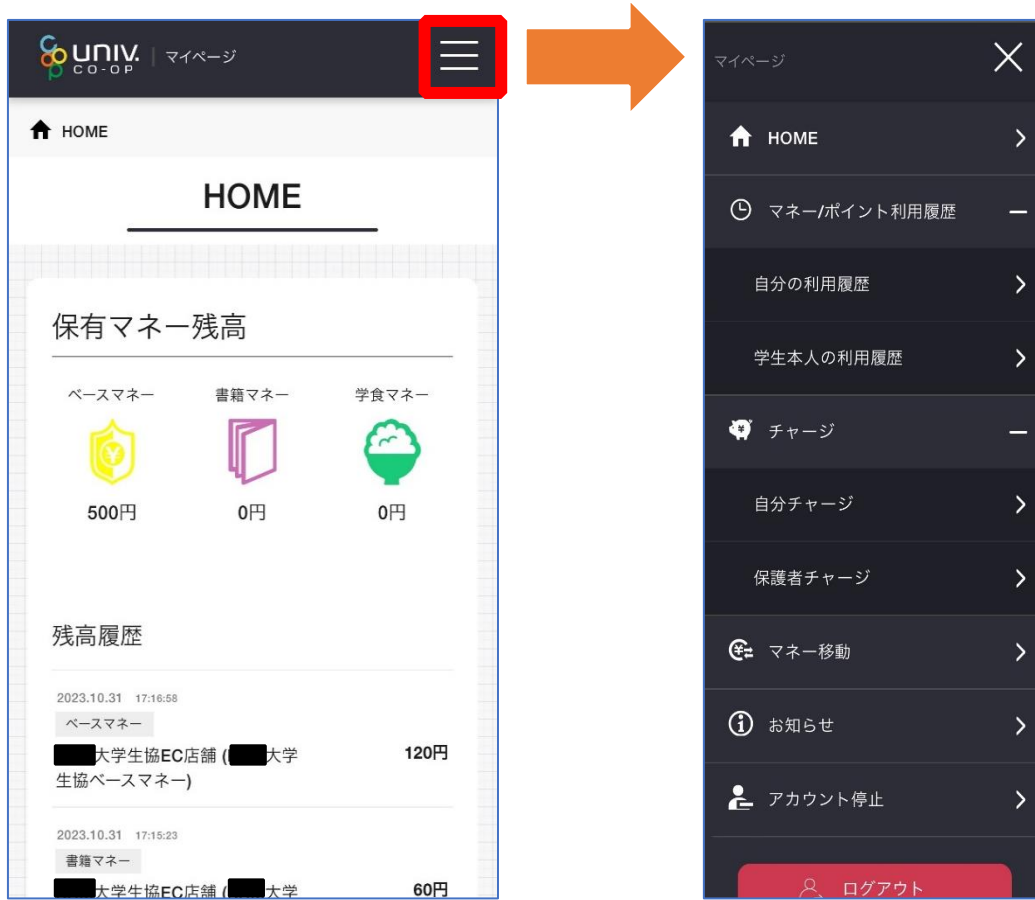 UNIV.
CO-OP
マイページ
HOME
HOME
保有マネー残高
ベースマネー 書籍マネー 学食マネー
500円 0円 0円
残高履歴
2023.10.31 17:16:58
ベースマネー
大学生協EC店舗 ( 大学 120円
生協ベースマネー)
2023.10.31 17:15:23
書籍マネー
大学生協EC店舗 ( 大学 60円
マイページ
HOME
マネー/ポイント利用履歴
自分の利用履歴
学生本人の利用履歴
チャージ
自分チャージ
保護者チャージ
マネー移動
お知らせ
アカウント停止
ログアウト